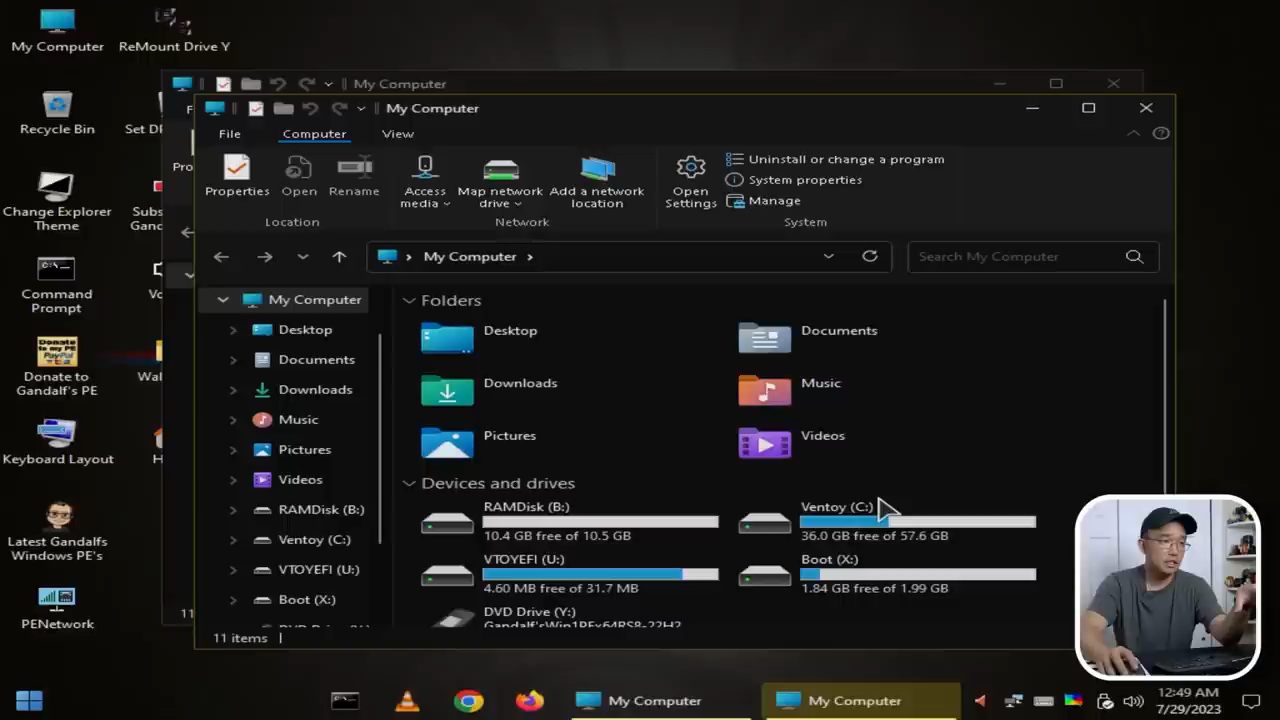 My Computer
ReMount Drive Y
Recycle Bin
Set DP
Change Explorer
Theme
Subs
Gand
Command
Prompt
Vo
Donate
to my PE
PayPal
Donate to
Gandalf's PE
Wal
Keyboard Layout
H
Latest Gandalfs
Windows PE's
PENetwork
My Computer
F
Pro
11
My Computer
File
Computer
View
Properties
Open
Rename
Access
media
Map network
drive
Add a network
location
Open
Settings
Uninstall or change a program
System properties
Manage
Location
Network
System
My Computer
Search My Computer
My Computer
Desktop
Documents
Downloads
Music
Pictures
Videos
RAMDisk (B:)
Ventoy (C:)
VTOYEFI (U:)
Boot (X:)
Folders
Desktop
Documents
Downloads
Music
Pictures
Videos
Devices and drives
RAMDisk (B:)
10.4 GB free of 10.5 GB
Ventoy (C:)
36.0 GB free of 57.6 GB
VTOYEFI (U:)
4.60 MB free of 31.7 MB
Boot (X:)
1.84 GB free of 1.99 GB
DVD Drive (Y:)
11 items
My Computer
My Computer
12:49 AM
7/29/2023